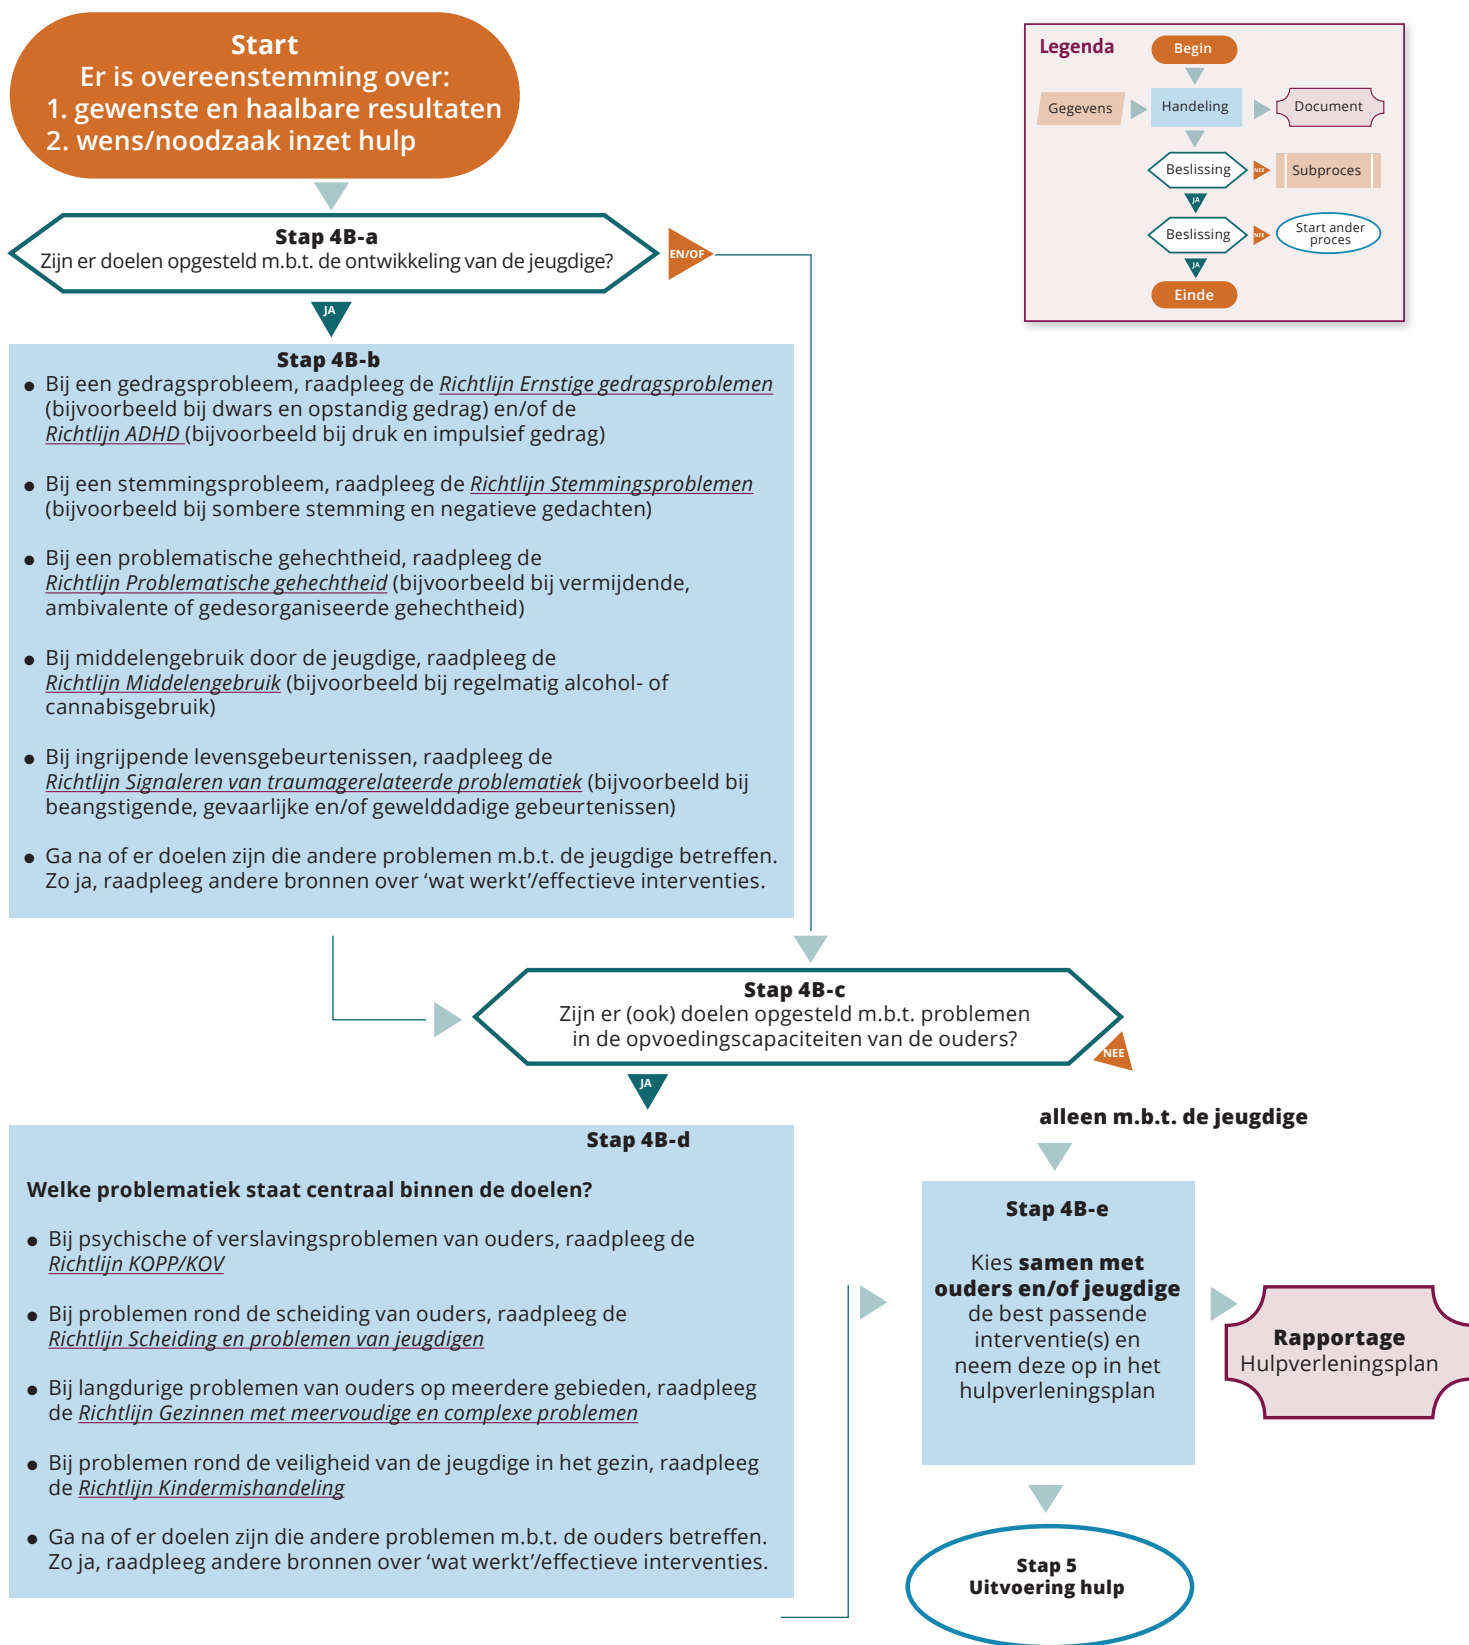 Start
Er is overeenstemming over:
1. gewenste en haalbare resultaten
2. wens/noodzaak inzet hulp
Legenda
Begin
Gegevens
Handeling
Document
Beslissing
NEE
Subproces
JA
Beslissing
NEE
Start ander
proces
JA
Einde
Stap 4B-a
Zijn er doelen opgesteld m.b.t. de ontwikkeling van de jeugdige?
EN/OF
JA
Stap 4B-b
● Bij een gedragsprobleem, raadpleeg de Richtlijn Ernstige gedragsproblemen
(bijvoorbeeld bij dwars en opstandig gedrag) en/of de
Richtlijn ADHD (bijvoorbeeld bij druk en impulsief gedrag)
● Bij een stemmingsprobleem, raadpleeg de Richtlijn Stemmingsproblemen
(bijvoorbeeld bij sombere stemming en negatieve gedachten)
● Bij een problematische gehechtheid, raadpleeg de
Richtlijn Problematische gehechtheid (bijvoorbeeld bij vermijdende,
ambivalente of gedesorganiseerde gehechtheid)
● Bij middelengebruik door de jeugdige, raadpleeg de
Richtlijn Middelengebruik (bijvoorbeeld bij regelmatig alcohol- of
cannabisgebruik)
● Bij ingrijpende levensgebeurtenissen, raadpleeg de
Richtlijn Signaleren van traumagerelateerde problematiek (bijvoorbeeld bij
beangstigende, gevaarlijke en/of gewelddadige gebeurtenissen)
● Ga na of er doelen zijn die andere problemen m.b.t. de jeugdige betreffen.
Zo ja, raadpleeg andere bronnen over ‘wat werkt’/effectieve interventies.
Stap 4B-c
Zijn er (ook) doelen opgesteld m.b.t. problemen
in de opvoedingscapaciteiten van de ouders?
NEE
JA
Stap 4B-d
Welke problematiek staat centraal binnen de doelen?
● Bij psychische of verslavingsproblemen van ouders, raadpleeg de
Richtlijn KOPP/KOV
● Bij problemen rond de scheiding van ouders, raadpleeg de
Richtlijn Scheiding en problemen van jeugdigen
● Bij langdurige problemen van ouders op meerdere gebieden, raadpleeg
de Richtlijn Gezinnen met meervoudige en complexe problemen
● Bij problemen rond de veiligheid van de jeugdige in het gezin, raadpleeg
de Richtlijn Kindermishandeling
● Ga na of er doelen zijn die andere problemen m.b.t. de ouders betreffen.
Zo ja, raadpleeg andere bronnen over ‘wat werkt’/effectieve interventies.
alleen m.b.t. de jeugdige
Stap 4B-e
Kies samen met
ouders en/of jeugdige
de best passende
interventie(s) en
neem deze op in het
hulpverleningsplan
Rapportage
Hulpverleningsplan
Stap 5
Uitvoering hulp